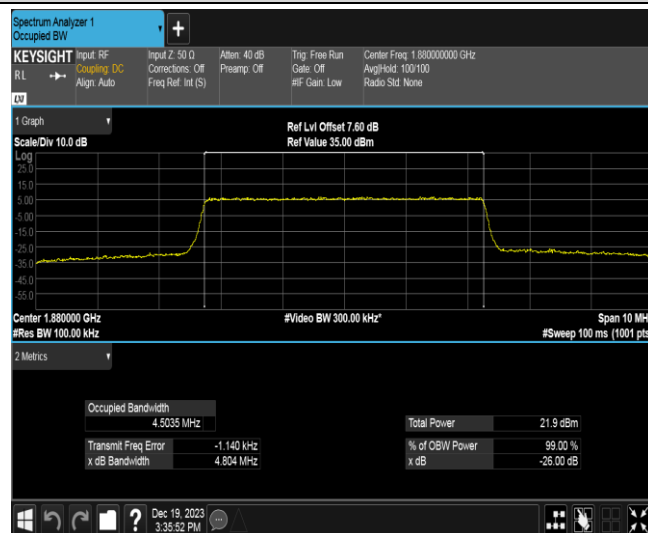 Spectrum Analyzer 1
Occupied BW
+
KEYSIGHT Input: RF Input Z: 50 Ω Atten: 40 dB Trig: Free Run Center Freq: 1.880000000 GHz
RL Coupling: DC Corrections: Off Preamp: Off Gate: Off Avg|Hold: 100/100
Align: Auto Freq Ref: Int (S) #IF Gain: Low Radio Std: None
LXI
1 Graph
Ref Lvl Offset 7.60 dB
Scale/Div 10.0 dB Ref Value 35.00 dBm
Log
25.0
15.0
5.00
-5.00
-15.0
-25.0
-35.0
-45.0
-55.0
Center 1.880000 GHz #Video BW 300.00 kHz* Span 10 MH
#Res BW 100.00 kHz #Sweep 100 ms (1001 pts
2 Metrics
Occupied Bandwidth
4.5035 MHz Total Power 21.9 dBm
Transmit Freq Error -1.140 kHz % of OBW Power 99.00 %
x dB Bandwidth 4.804 MHz x dB -26.00 dB
? Dec 19, 2023
3:35:52 PM